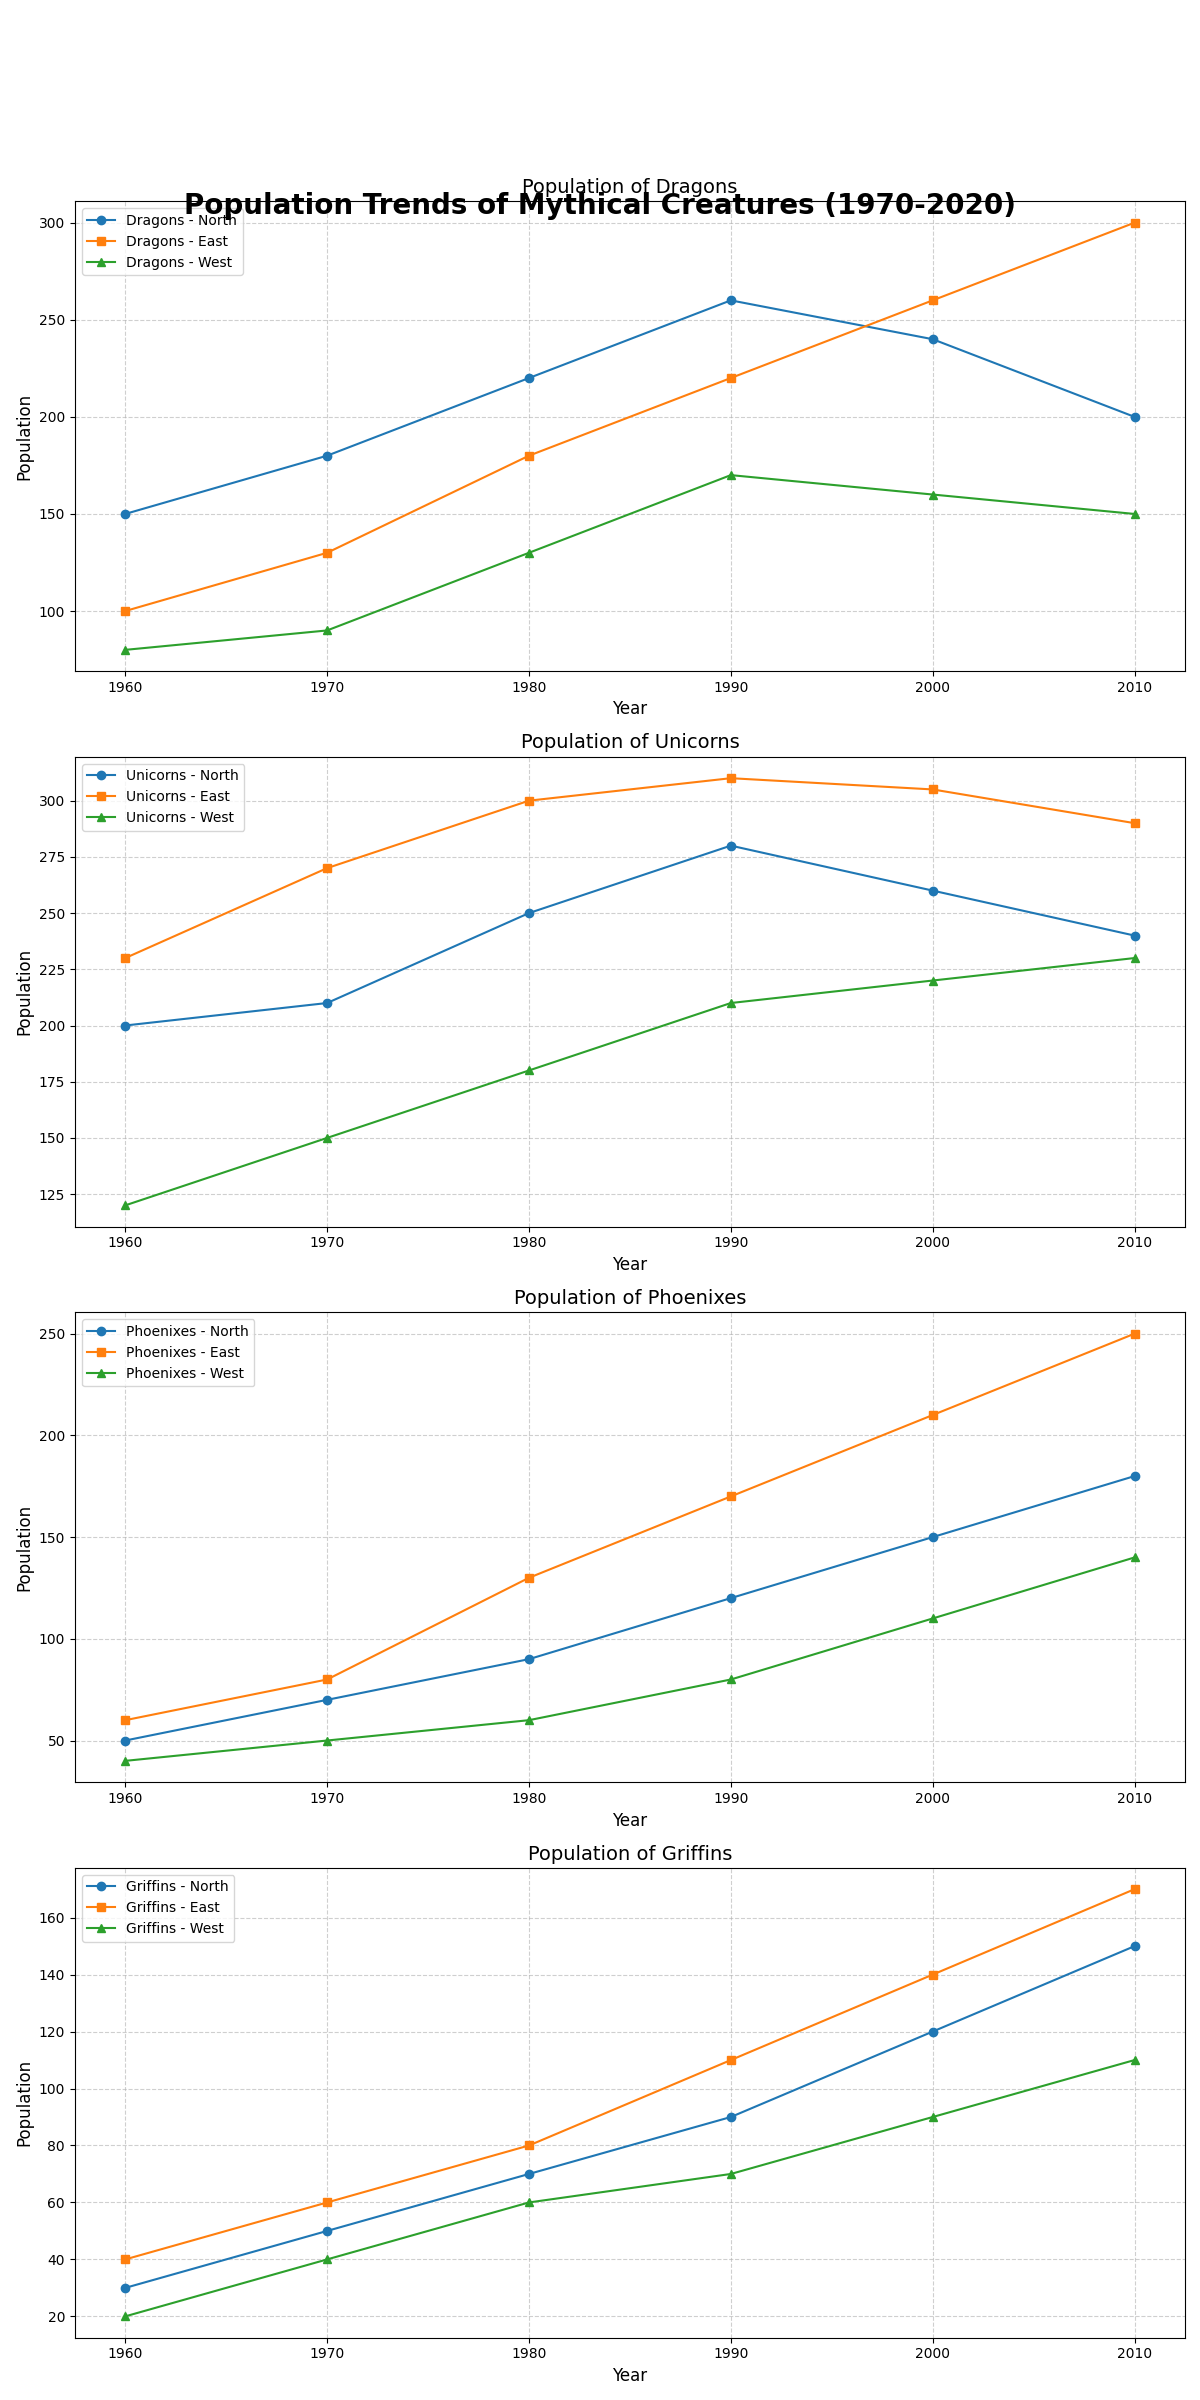 Population of Dragons
Population Trends of Mythical Creatures (1970-2020)
Dragons - North
Dragons - East
Dragons - West
300
250
200
150
100
Population
1960 1970 1980 1990 2000 2010
Year
Population of Unicorns
Unicorns - North
Unicorns - East
Unicorns - West
300
275
250
225
200
175
150
125
Population
1960 1970 1980 1990 2000 2010
Year
Population of Phoenixes
Phoenixes - North
Phoenixes - East
Phoenixes - West
250
200
150
100
50
Population
1960 1970 1980 1990 2000 2010
Year
Population of Griffins
Griffins - North
Griffins - East
Griffins - West
160
140
120
100
80
60
40
20
Population
1960 1970 1980 1990 2000 2010
Year